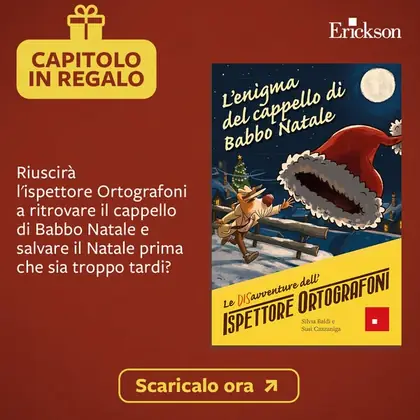 CAPITOLO
IN REGALO
Erickson
L'enigma
del cappello di
Babbo Natale
Riuscirà
l'ispettore Ortografoni
a ritrovare il cappello
di Babbo Natale e
salvare il Natale prima
che sia troppo tardi?
Le DISavventure dell'
ISPETTORE ORTOGRAFONI
Silvia Baldi e
Susi Cazzaniga
Scaricalo ora